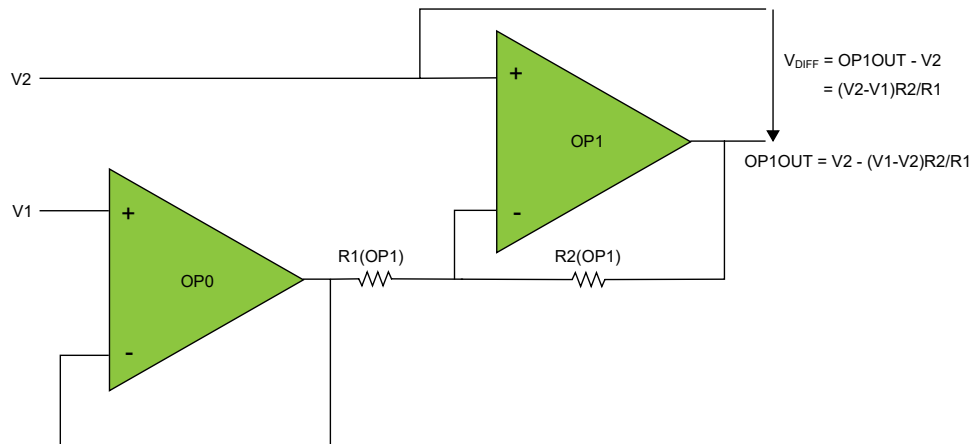 V2
+
OP1
-
V_DIFF = OP1OUT - V2
= (V2-V1)R2/R1
OP1OUT = V2 - (V1-V2)R2/R1
V1
+
OP0
-
R1(OP1)
R2(OP1)